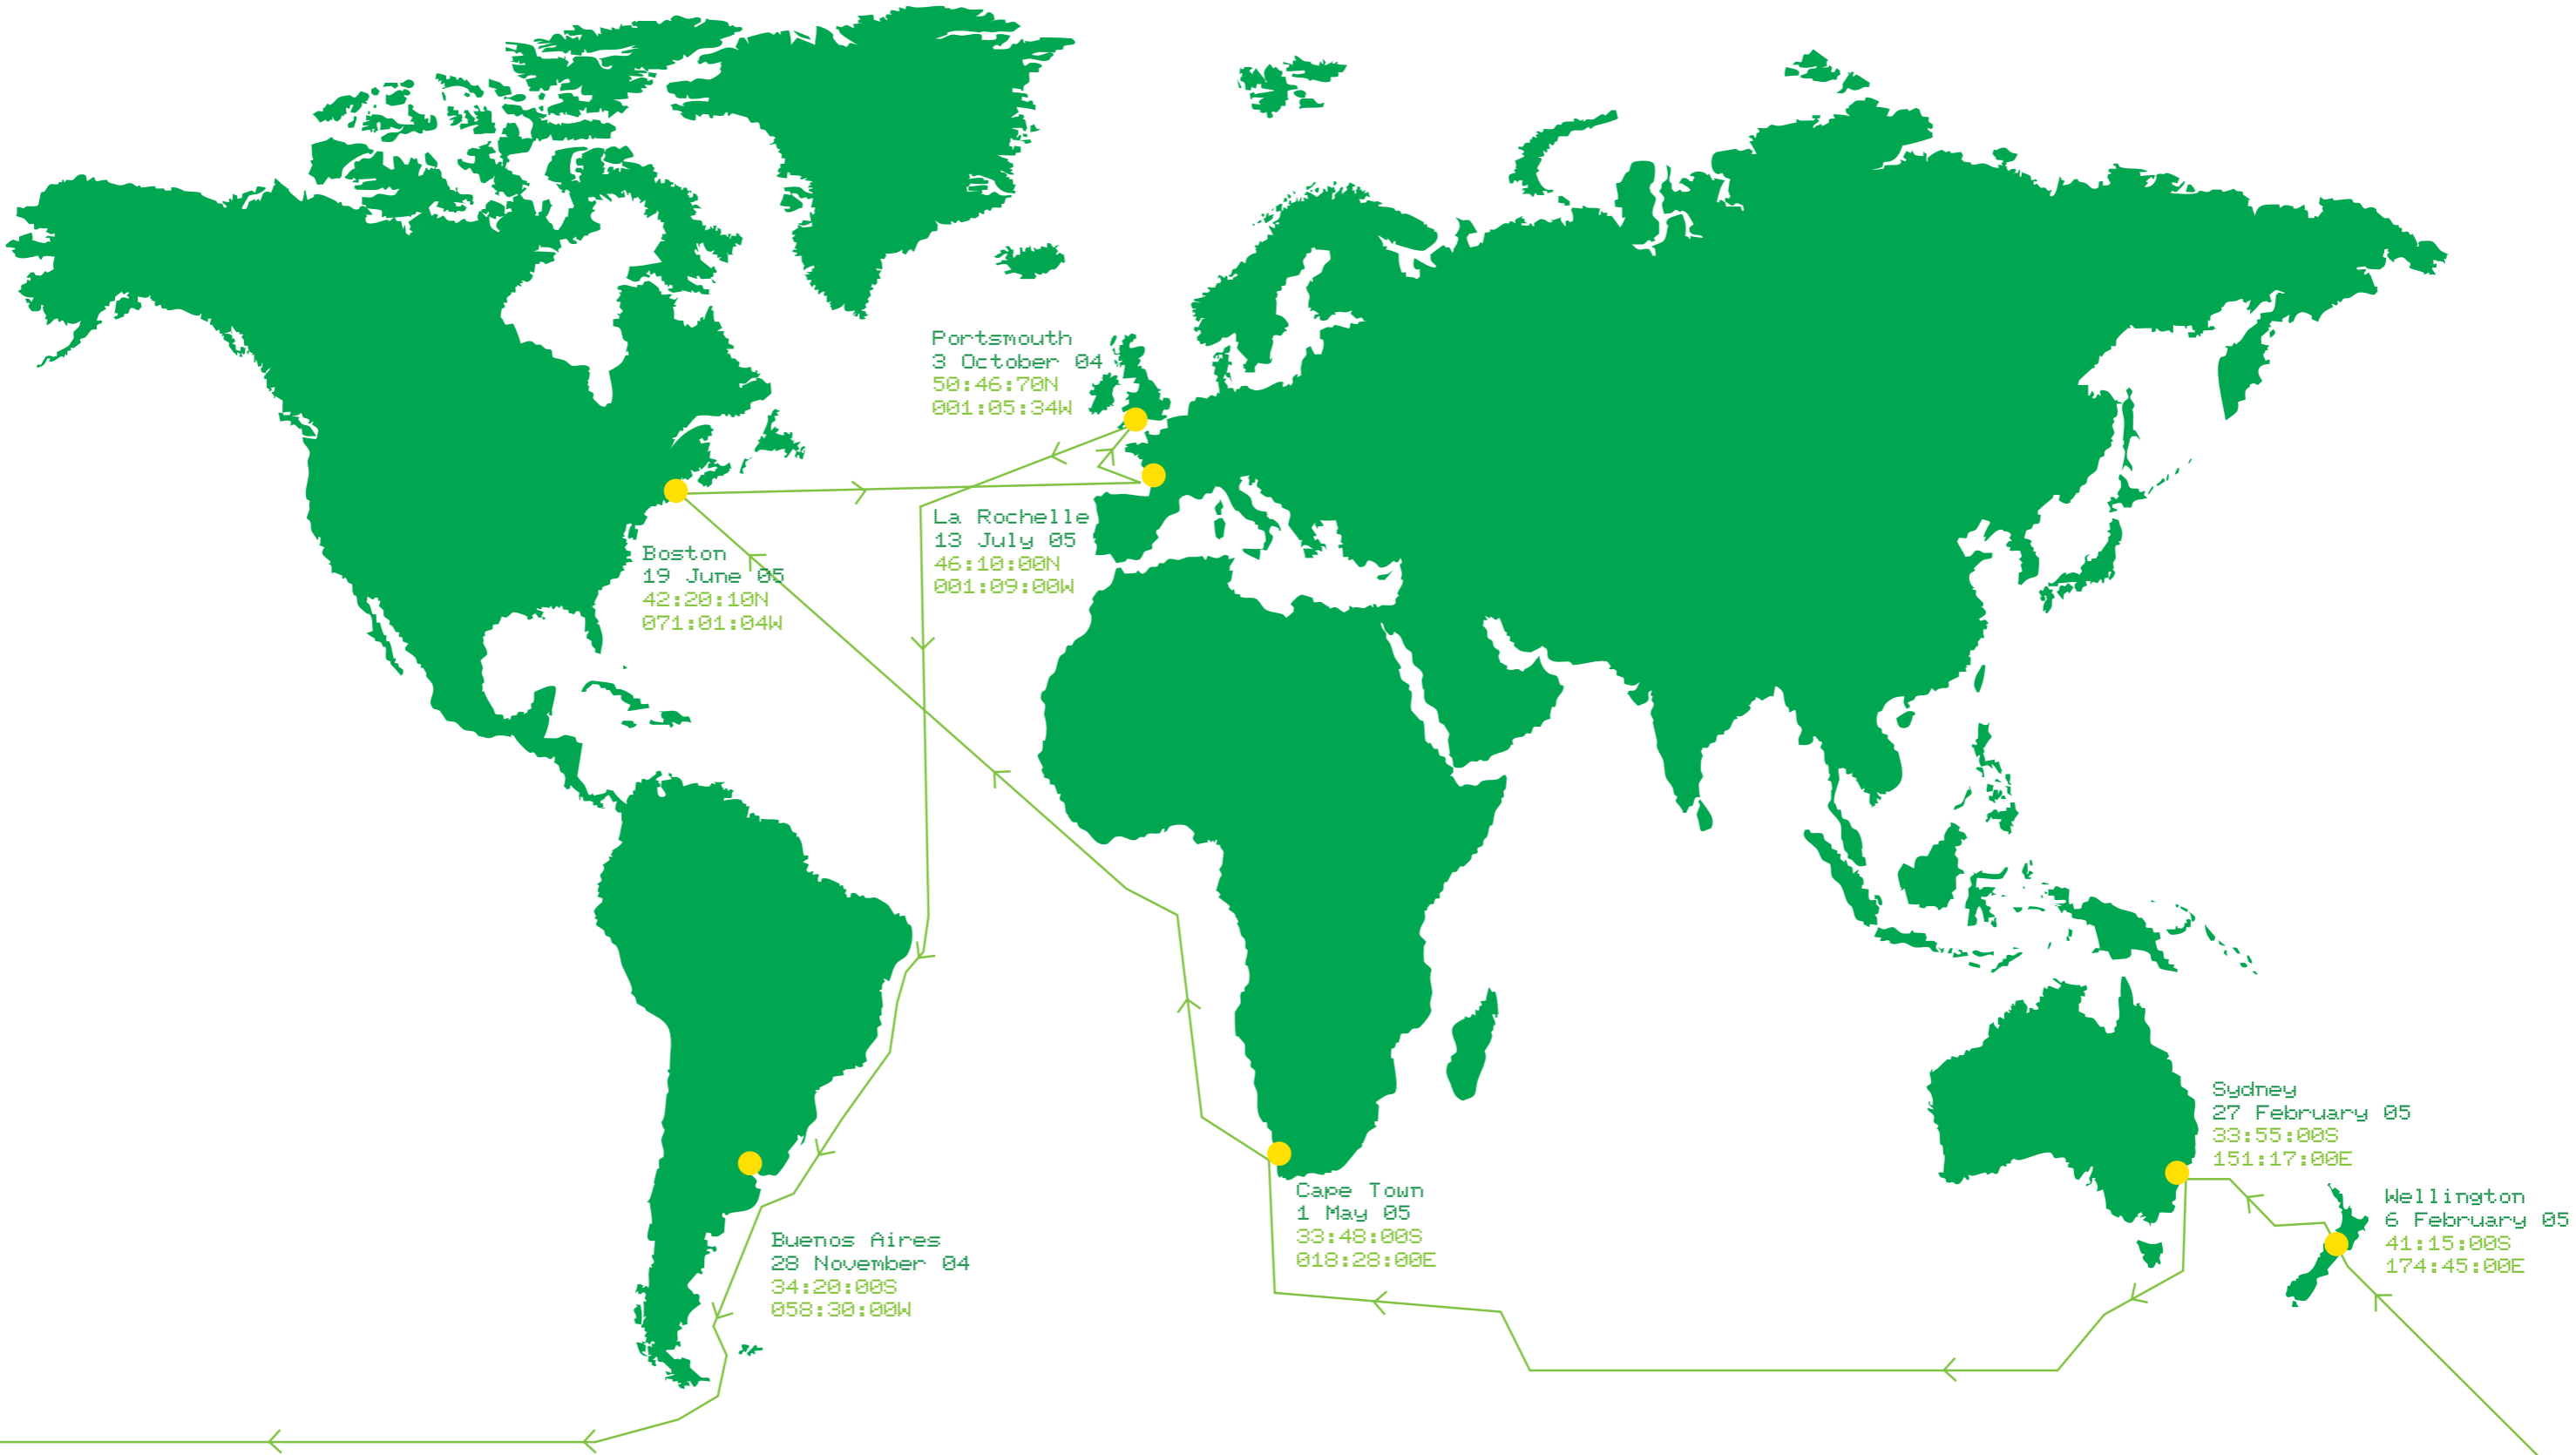 Portsmouth
3 October 04
50:46:70N
001:05:34W
La Rochelle
13 July 05
46:10:00N
001:09:00W
Boston
19 June 05
42:20:10N
071:01:04W
Sydney
27 February 05
33:55:00S
151:17:00E
Wellington
6 February 05
41:15:00S
174:45:00E
Cape Town
1 May 05
33:48:00S
018:28:00E
Buenos Aires
28 November 04
34:20:00S
058:30:00W